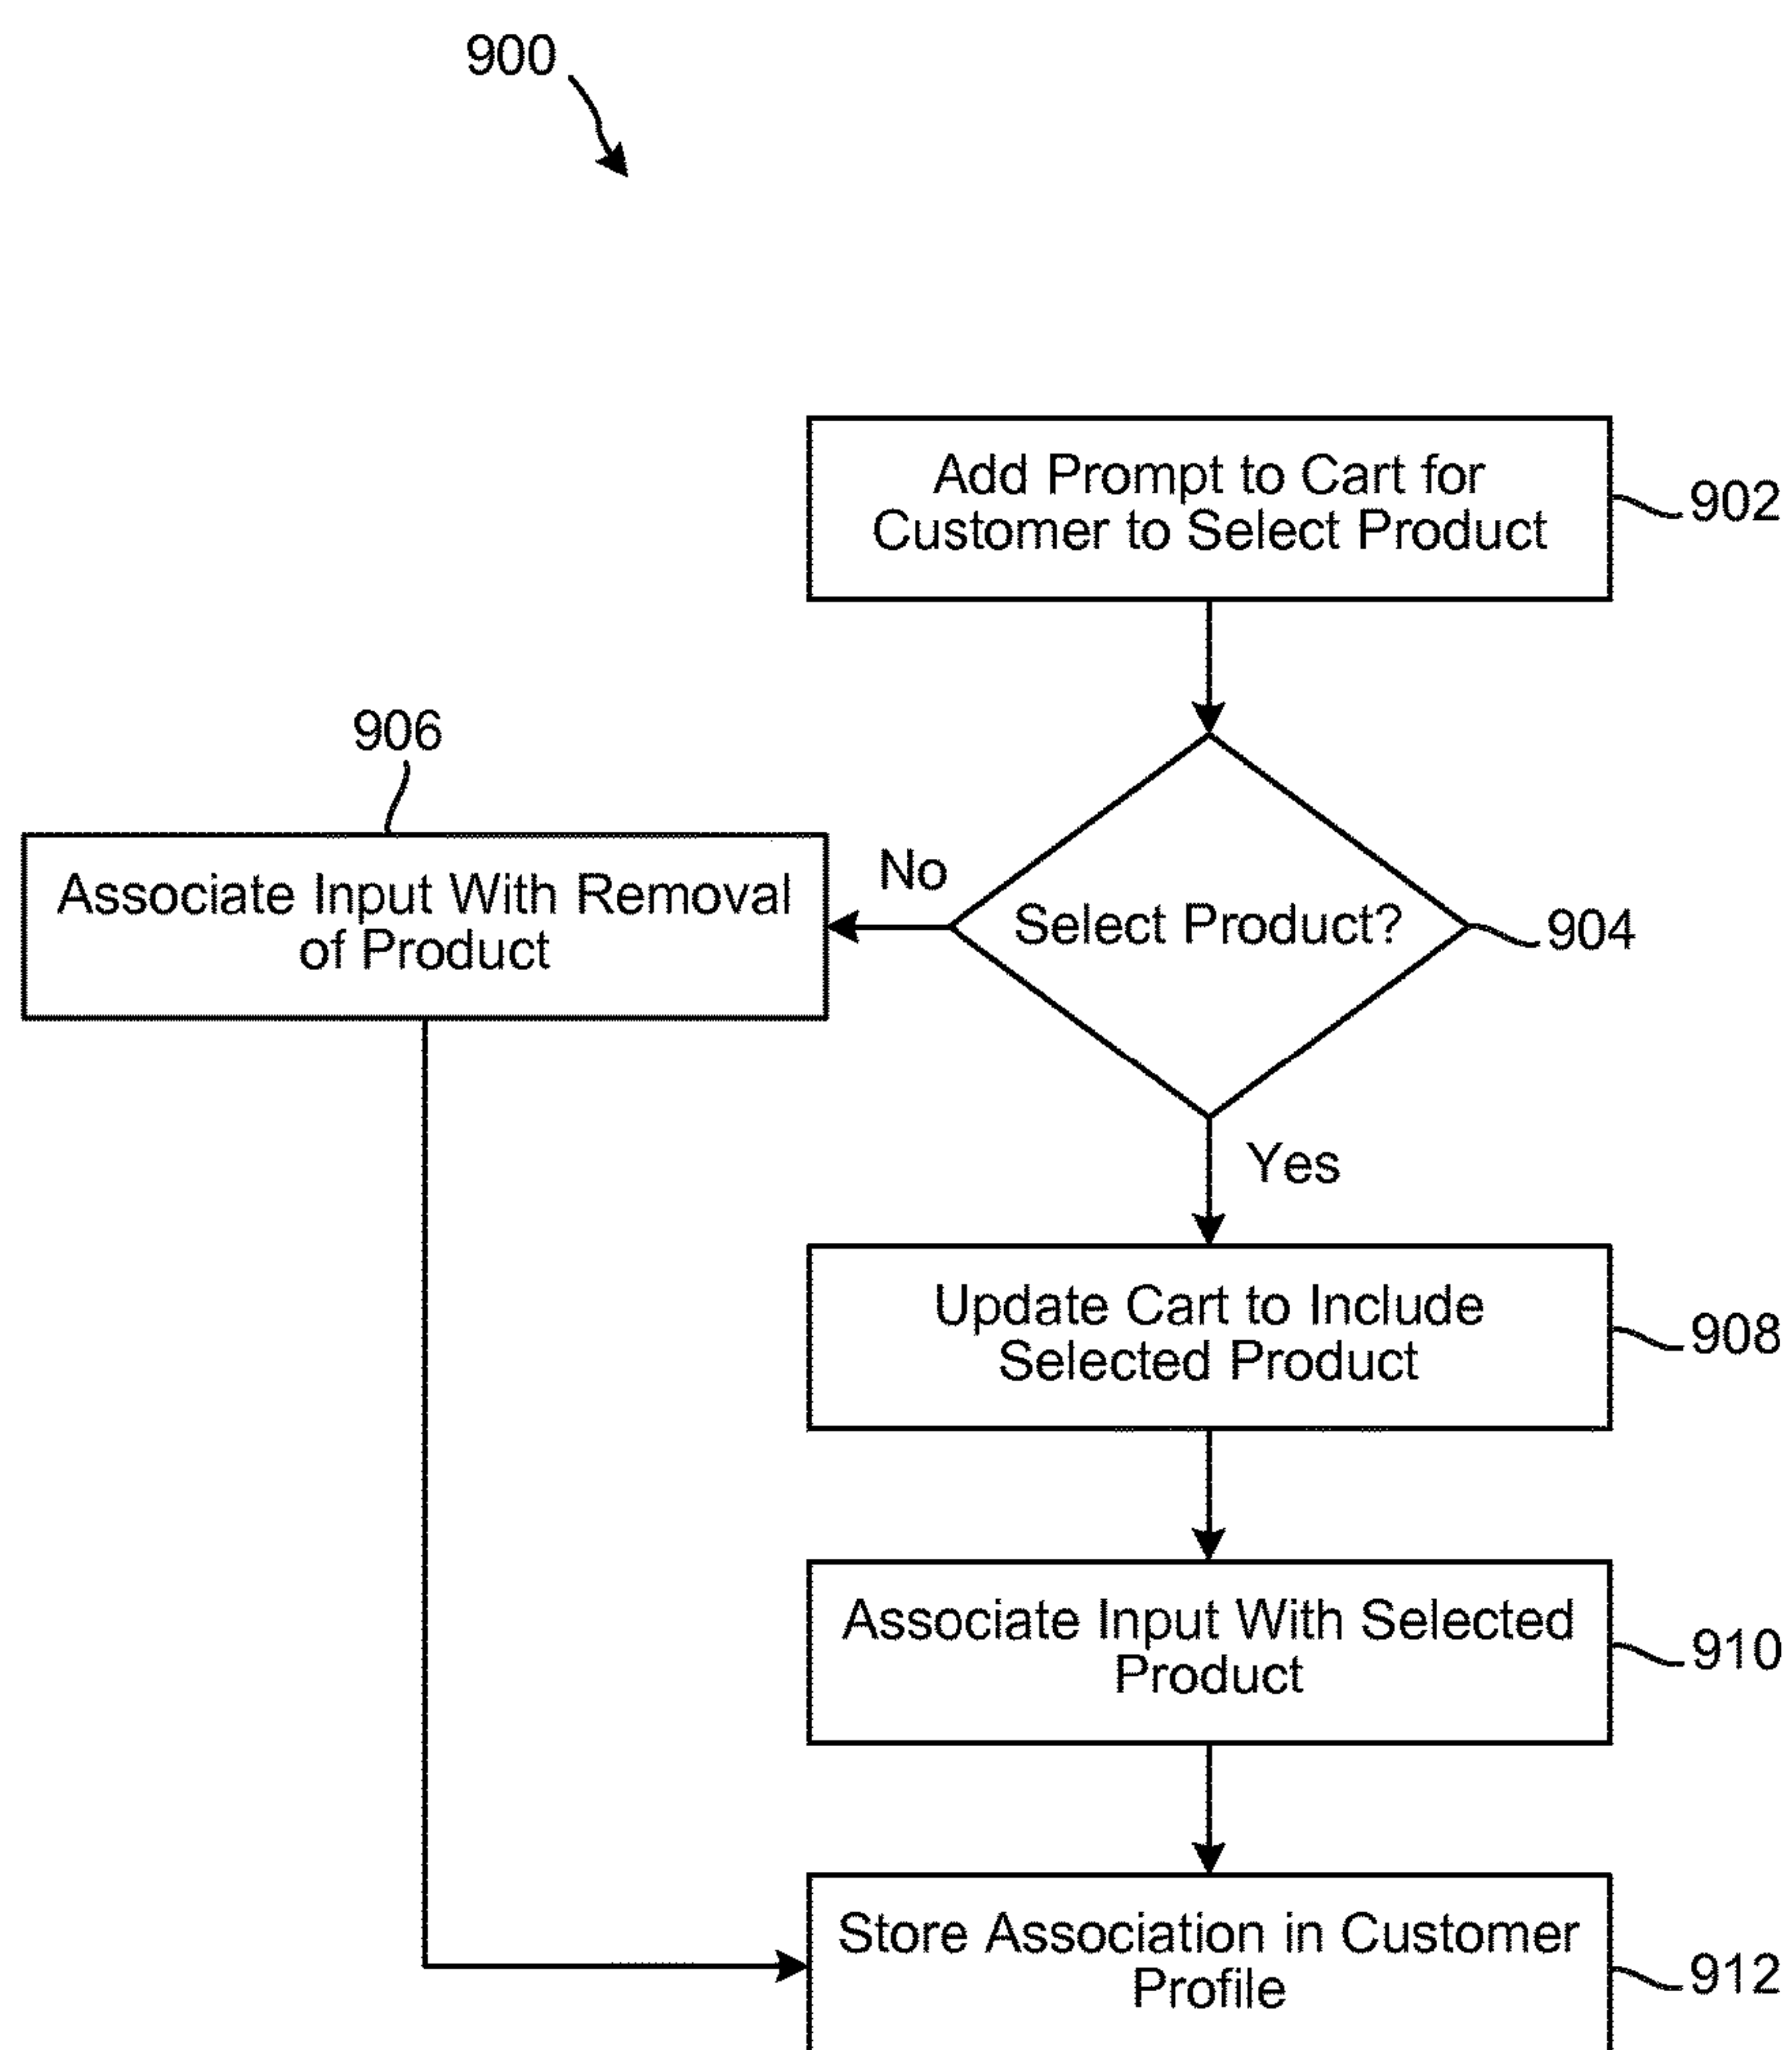 900
Add Prompt to Cart for
Customer to Select Product
902
906
Associate Input With Removal
of Product
No
Select Product?
904
Yes
Update Cart to Include
Selected Product
908
Associate Input With Selected
Product
910
Store Association in Customer
Profile
912